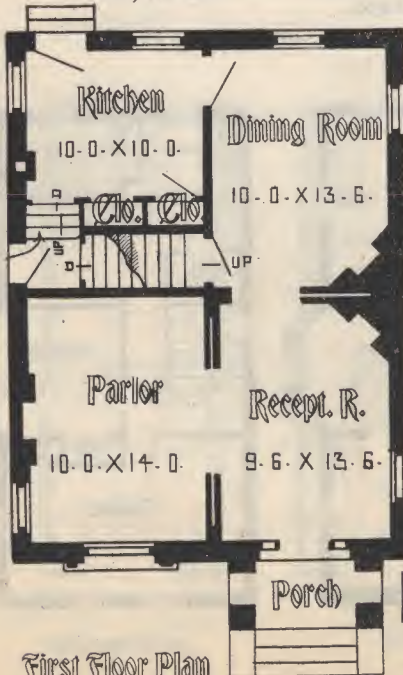 Kitchen
10-0-X10-0-
Dining Room
10-0-X13-6-
Clo.
Clo.
D
UP
D
UP
Parlor
10-0-X14-0-
Recept. R.
9-6-X 13-6-
Porch
First Floor Plan